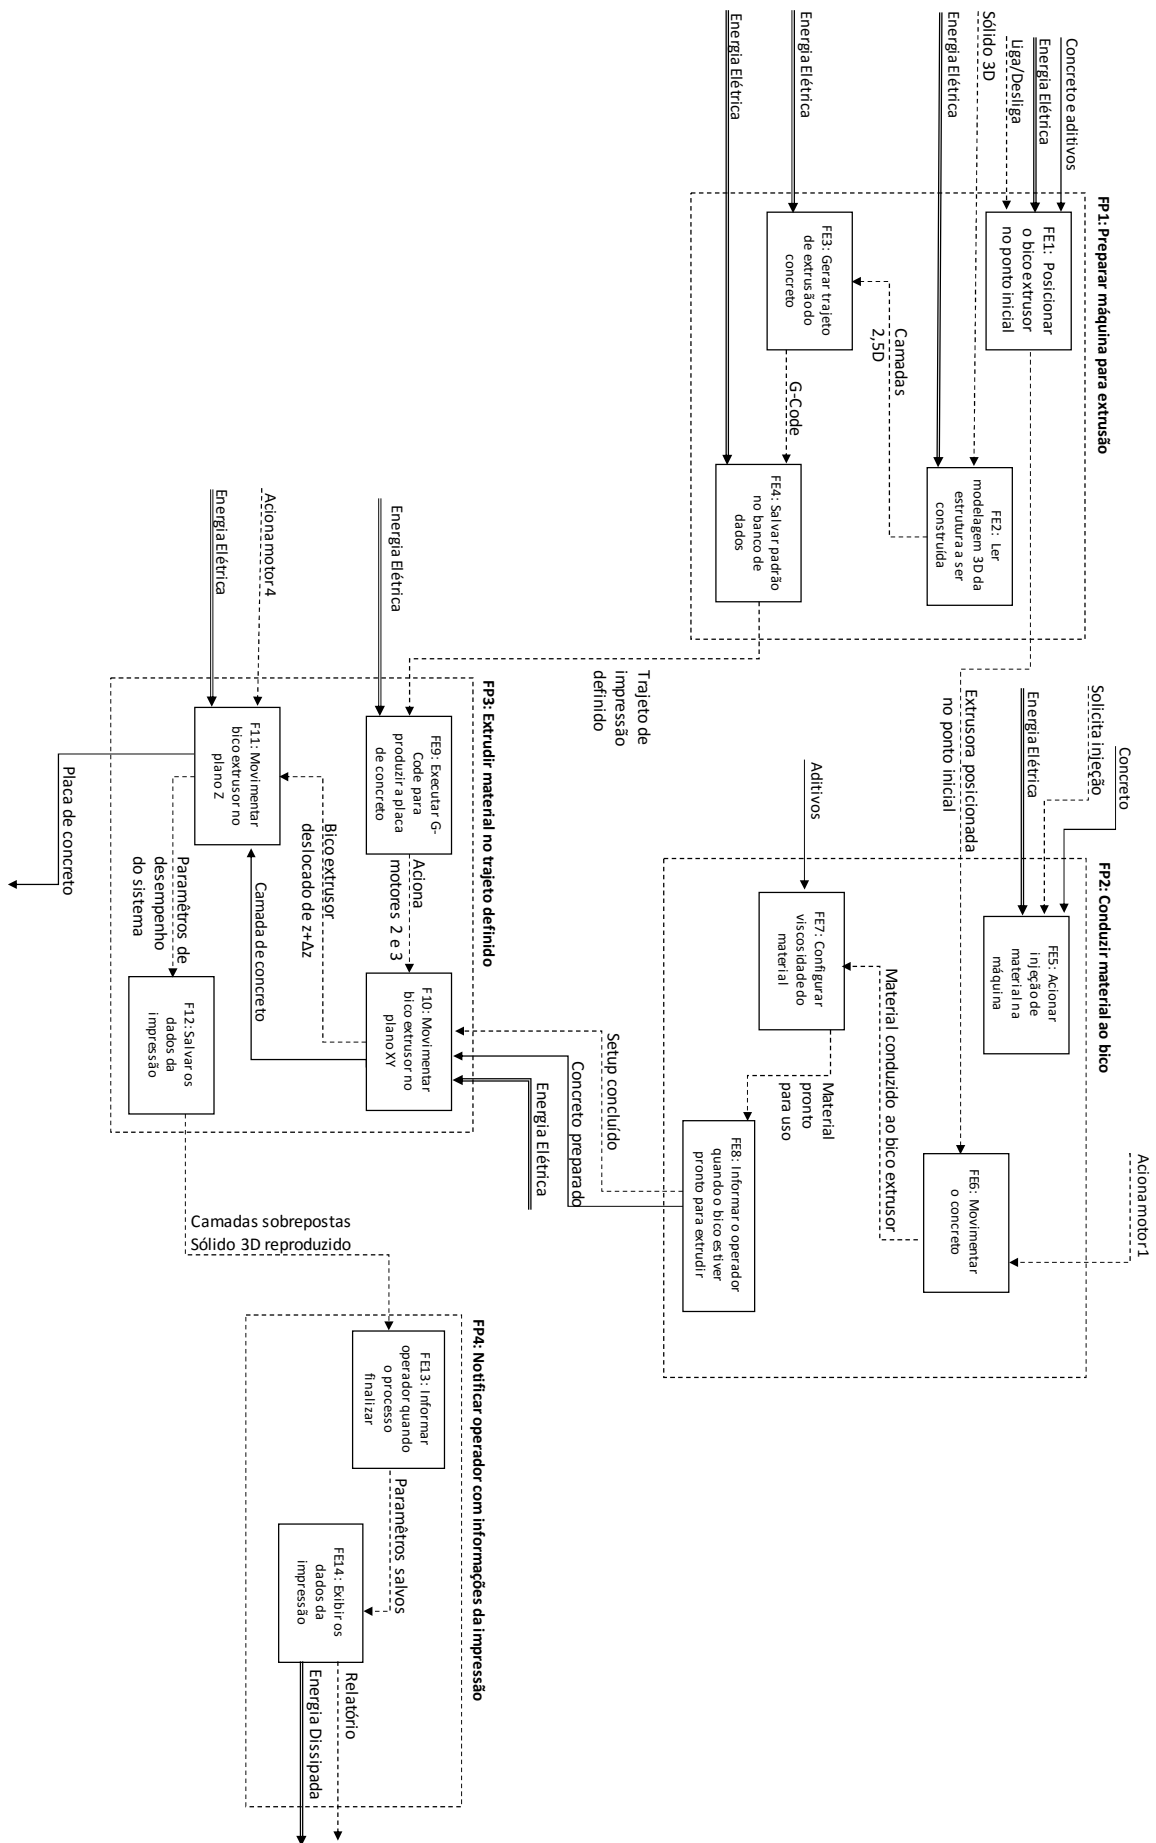 Concreto e aditivos
Energia Elétrica
Liga/Desliga
Sólido 3D
Energia Elétrica
Energia Elétrica
Energia Elétrica
FP1: Preparar máquina para extrusão
FE1: Posicionar
o bico extrusor
no ponto inicial
FE2: Ler
modelagem 3D da
estrutura a ser
construída
Camadas
2,5D
FE3: Gerar trajeto
de extrusão do
concreto
G-Code
FE4: Salvar padrão
no banco de
dados
Trajeto de
impressão
definido
Extrusora posicionada
no ponto inicial
Concreto
Solicita injeção
Energia Elétrica
Aditivos
Aciona motor 1
FP2: Conduzir material ao bico
FE5: Acionar
injeção de
material na
máquina
FE6: Movimentar
o concreto
Material conduzido ao bico extrusor
FE7: Configurar
viscosidade do
material
Material
pronto
para uso
FE8: Informar o operador
quando o bico estiver
pronto para extrudir
Setup concluído
Concreto preparado
Energia Elétrica
Energia Elétrica
Aciona motor 4
Energia Elétrica
FP3: Extrudir material no trajeto definido
FE9: Executar G-
Code para
produzir a placa
de concreto
Aciona
motores 2 e 3
F10: Movimentar
bico extrusor no
plano XY
Bico extrusor
deslocado de z+Δz
Camada de concreto
F11: Movimentar
bico extrusor no
plano Z
Placa de concreto
Paramêtros de
desempenho
do sistema
F12: Salvar os
dados da
impressão
Camadas sobrepostas
Sólido 3D reproduzido
FP4: Notificar operador com informações da impressão
FE13: Informar
operador quando
o processo
finalizar
Paramêtros salvos
FE14: Exibir os
dados da
impressão
Relatório
Energia Dissipada